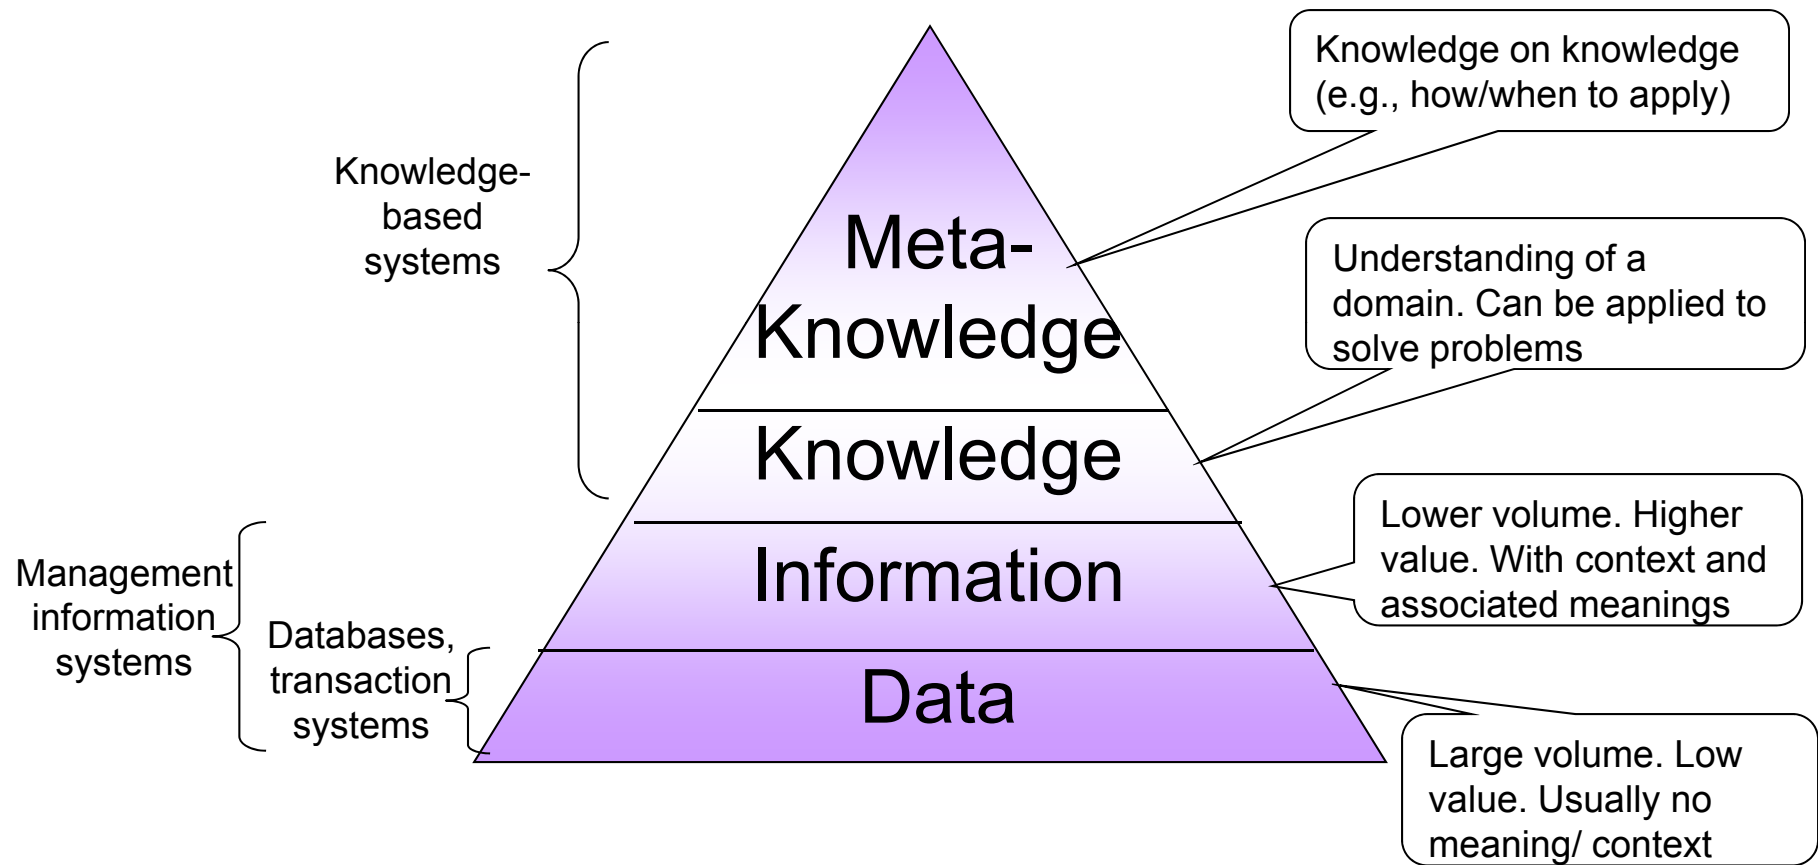 Knowledge on knowledge
(e.g., how/when to apply)
Knowledge-
based
systems
Meta-
Knowledge
Understanding of a
domain. Can be applied to
solve problems
Knowledge
Lower volume. Higher
value. With context and
associated meanings
Information
Management
information
systems
Databases,
transaction
systems
Data
Large volume. Low
value. Usually no
meaning/ context